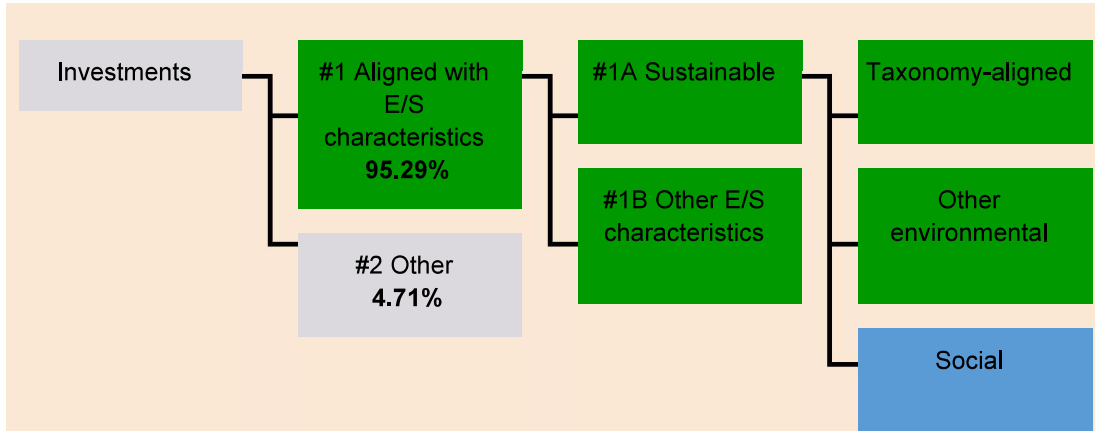 Investments
#1 Aligned with
E/S
characteristics
95.29%
#2 Other
4.71%
#1A Sustainable
#1B Other E/S
characteristics
Taxonomy-aligned
Other
environmental
Social